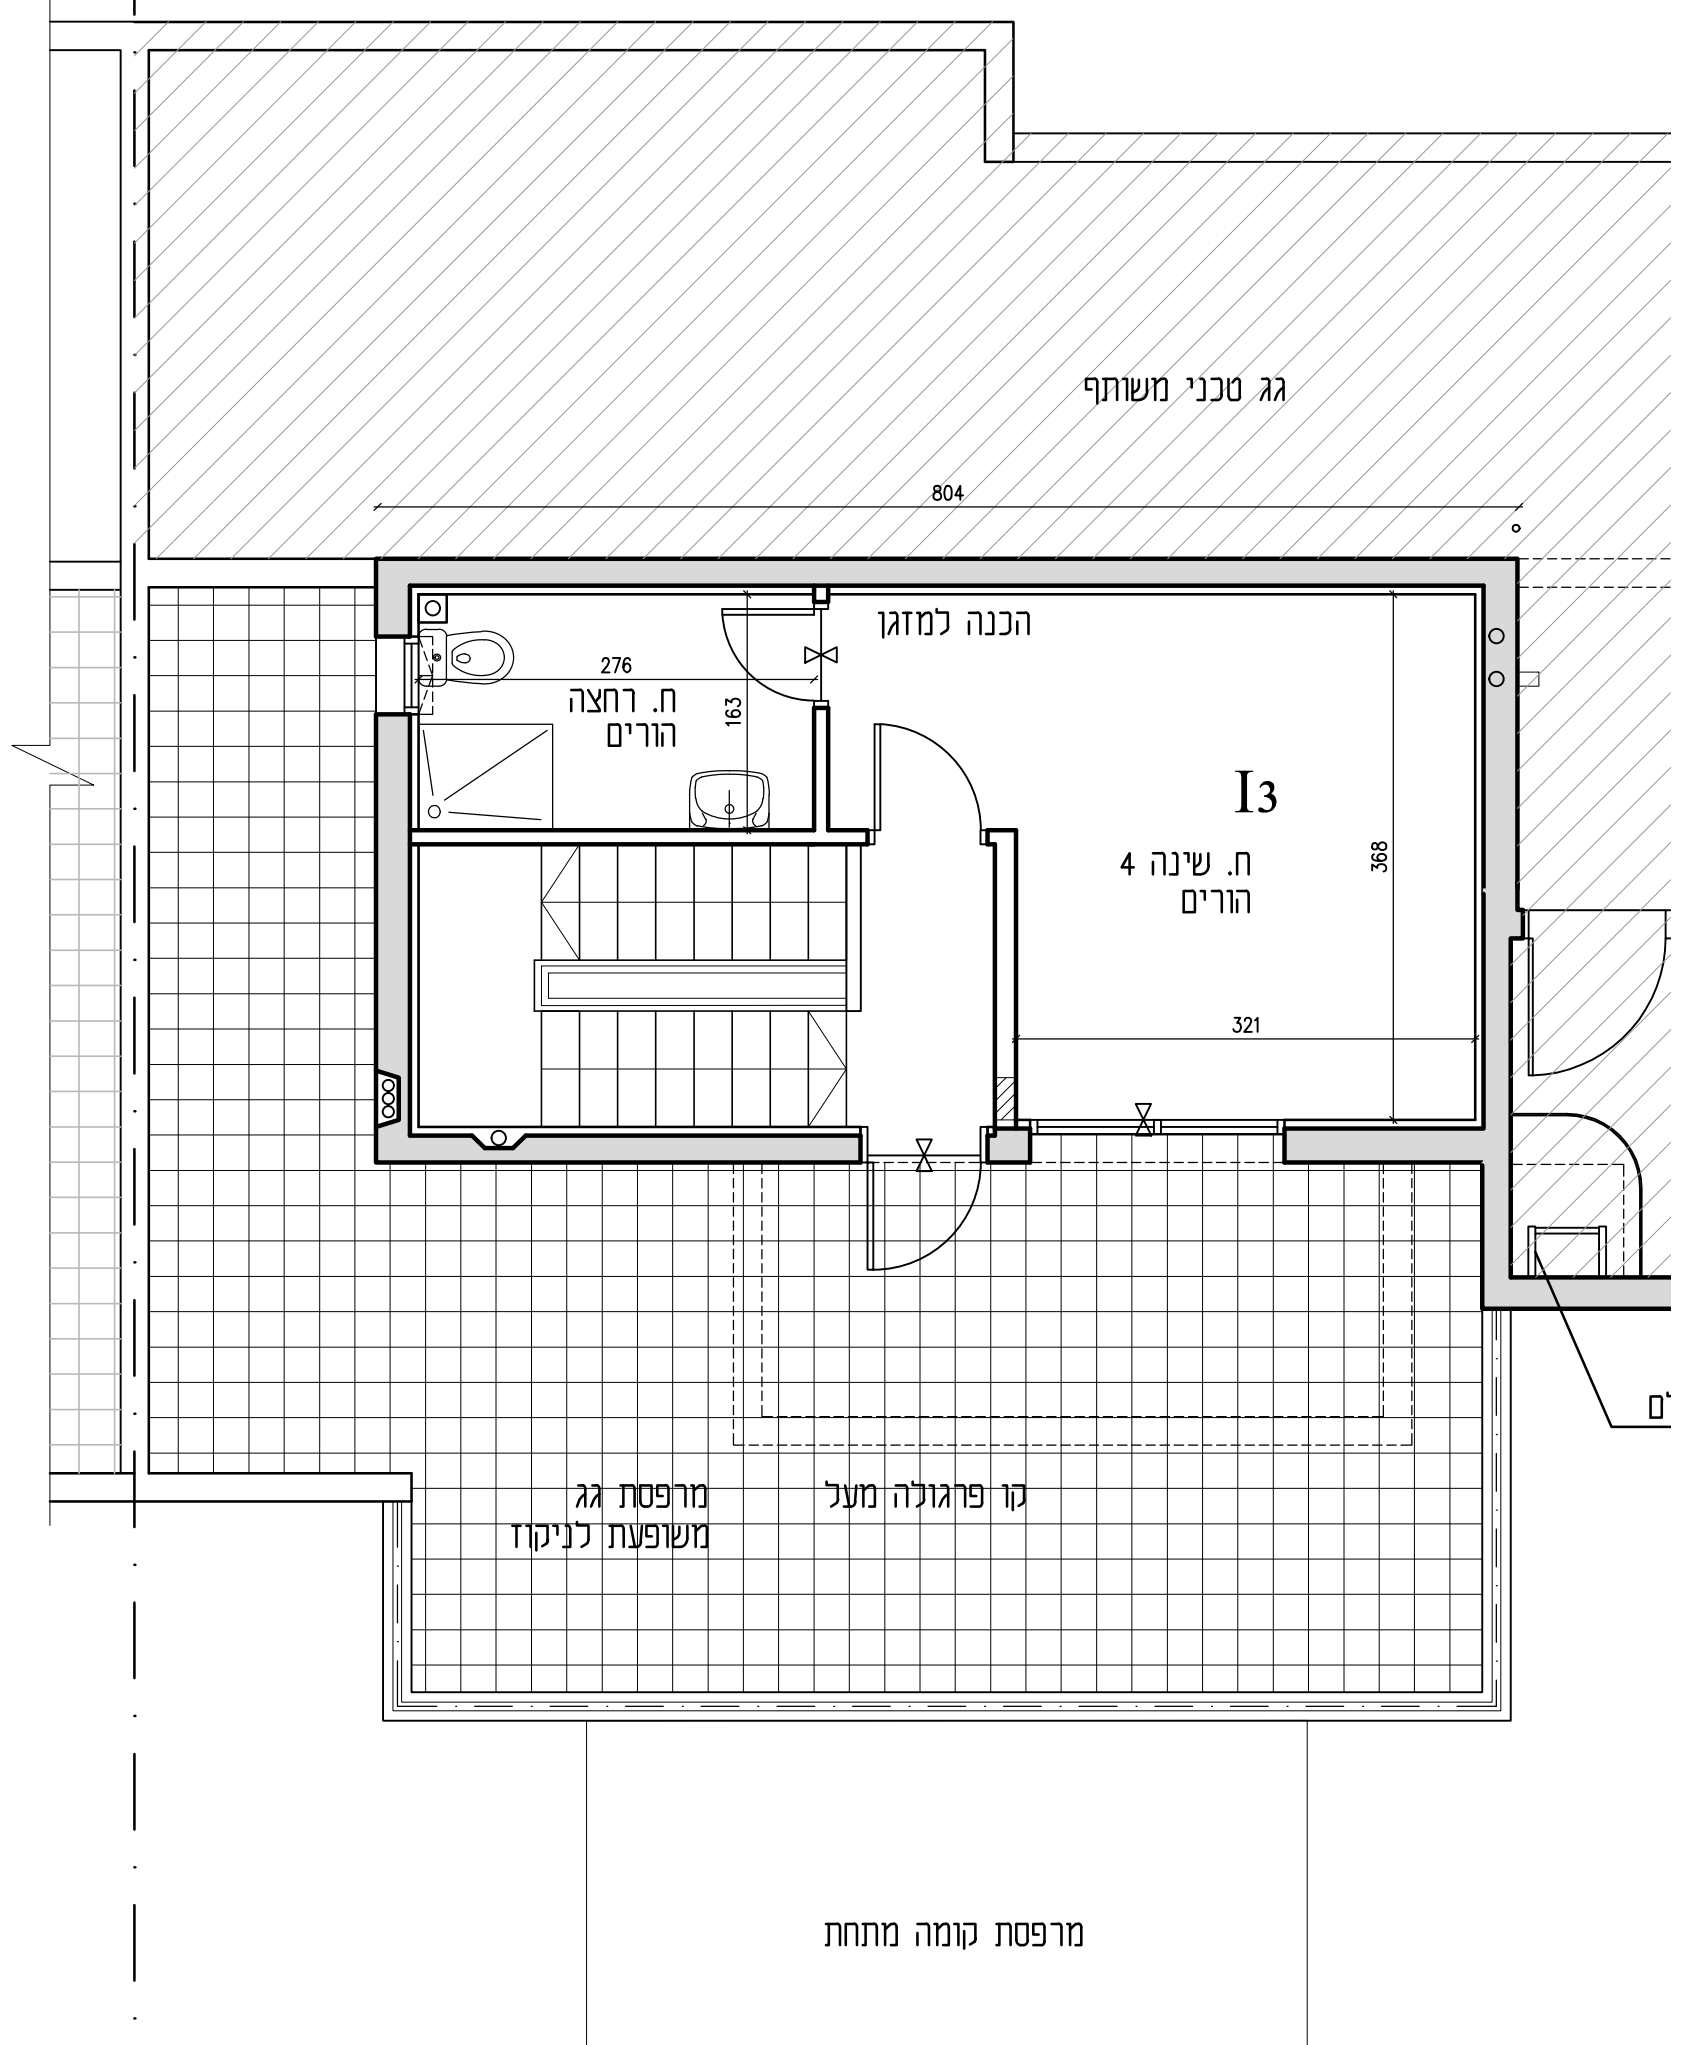 גג טכני משותף
804
הכנה למזגן
276
ח. רחצה
הורים
163
I3
ח. שינה 4
הורים
368
321
קו פרגולה מעל
מרפסת גג
משופעת לניקוז
מרפסת קומה מתחת